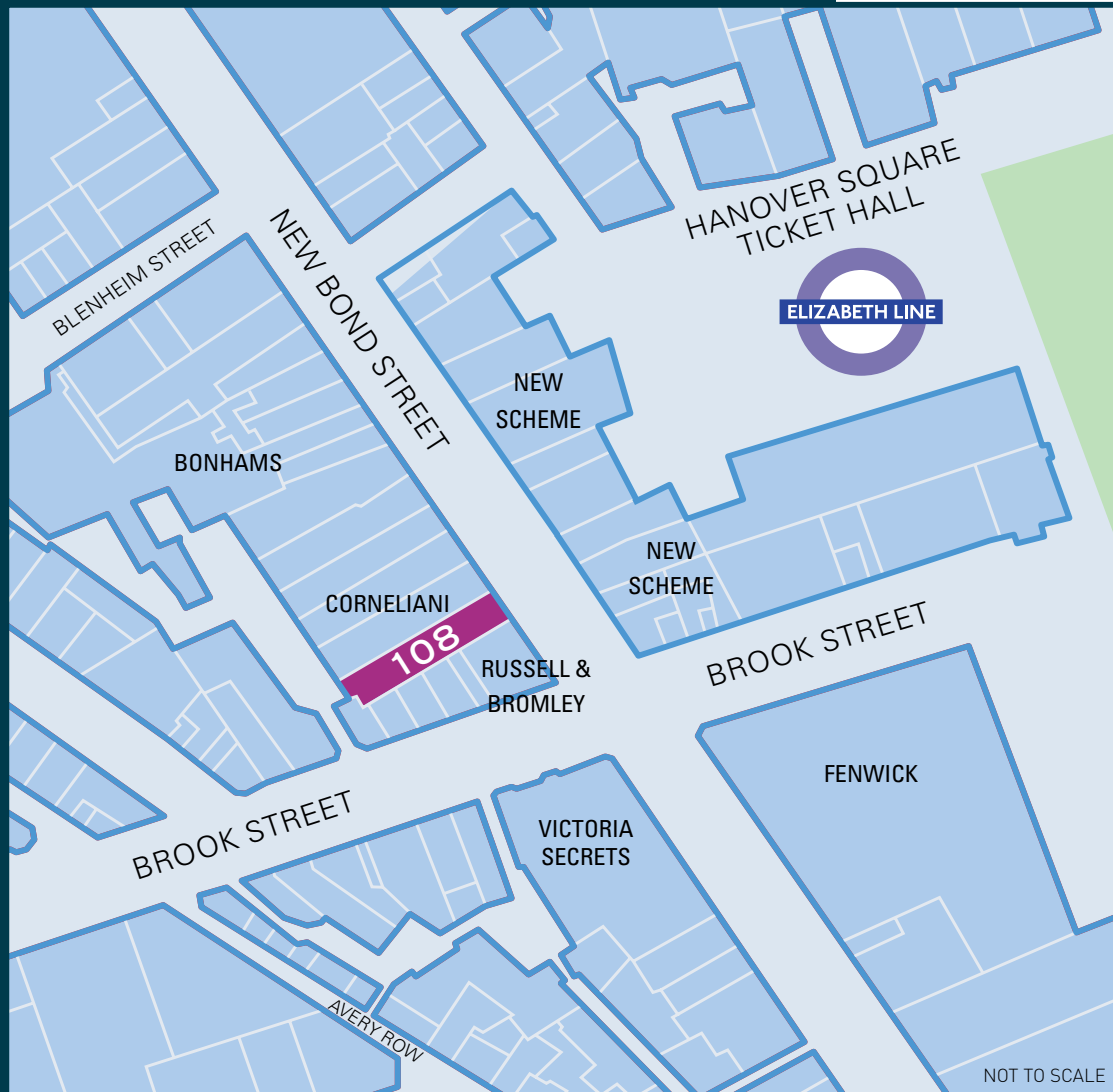 HANOVER SQUARE
TICKET HALL
NEW BOND STREET
BLENHEIM STREET
ELIZABETH LINE
NEW
SCHEME
BONHAMS
NEW
SCHEME
CORNELIANI
108
RUSSELL &
BROMLEY
BROOK STREET
FENWICK
BROOK STREET
VICTORIA
SECRETS
AVERY ROW
NOT TO SCALE